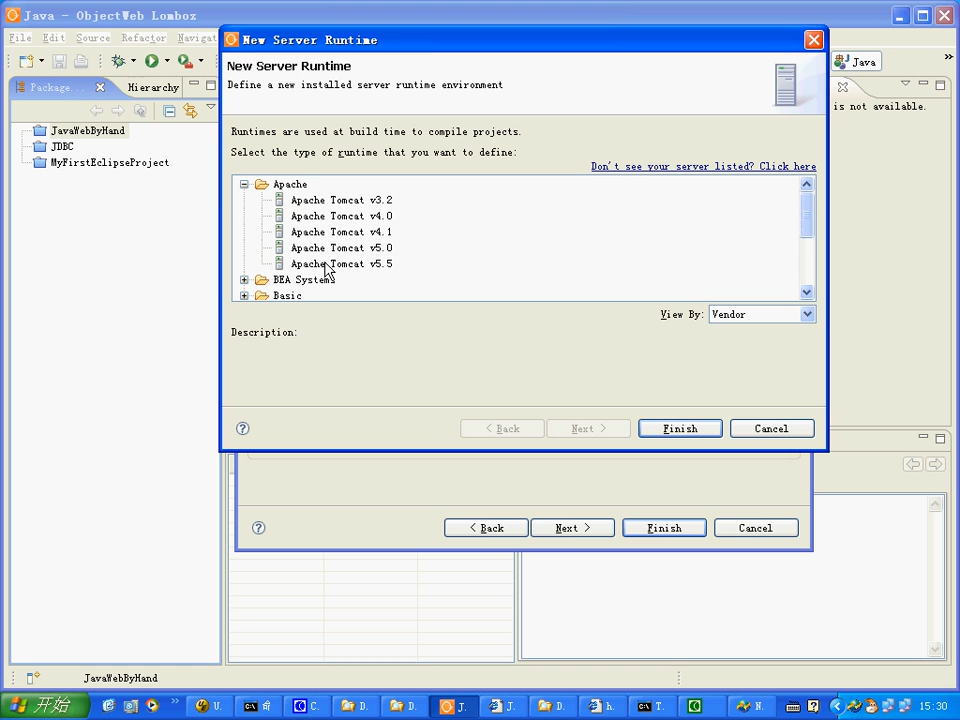 Java - ObjectWeb Lomboz
File Edit Source Refactor Navigat
Java
Package...
Hierarchy
is not available.
JavaWebByHand
JDBC
MyFirstEclipseProject
New Server Runtime
New Server Runtime
Define a new installed server runtime environment
Runtimes are used at build time to compile projects.
Select the type of runtime that you want to define:
Don't see your server listed? Click here
Apache
Apache Tomcat v3.2
Apache Tomcat v4.0
Apache Tomcat v4.1
Apache Tomcat v5.0
Apache Tomcat v5.5
BEA Systems
Basic
View By: Vendor
Description:
< Back Next > Finish Cancel
< Back Next > Finish Cancel
JavaWebByHand
开始 U. C. D. D. J. J. D. h. T. N. 15:30